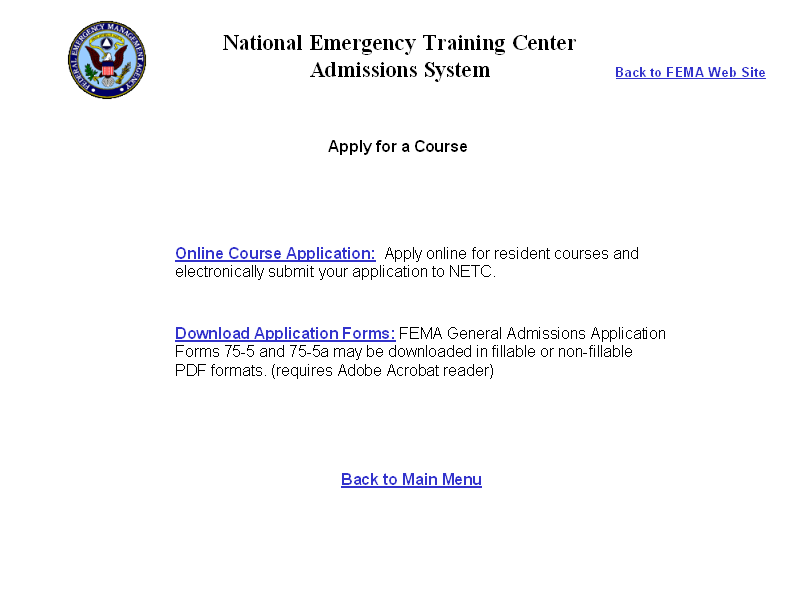 FEDERAL EMERGENCY MANAGEMENT AGENCY
National Emergency Training Center
Admissions System
Back to FEMA Web Site
Apply for a Course
Online Course Application: Apply online for resident courses and
electronically submit your application to NETC.
Download Application Forms: FEMA General Admissions Application
Forms 75-5 and 75-5a may be downloaded in fillable or non-fillable
PDF formats. (requires Adobe Acrobat reader)
Back to Main Menu